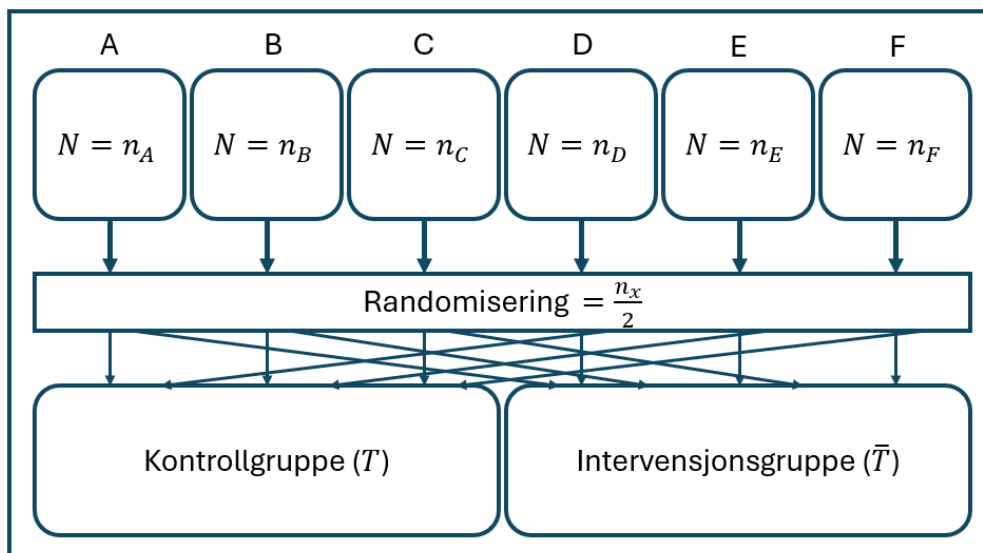 A B C D E F
N = n_A N = n_B N = n_C N = n_D N = n_E N = n_F
Randomisering = n_x/2
Kontrollgruppe (T) Intervensjonsgruppe (T̄)